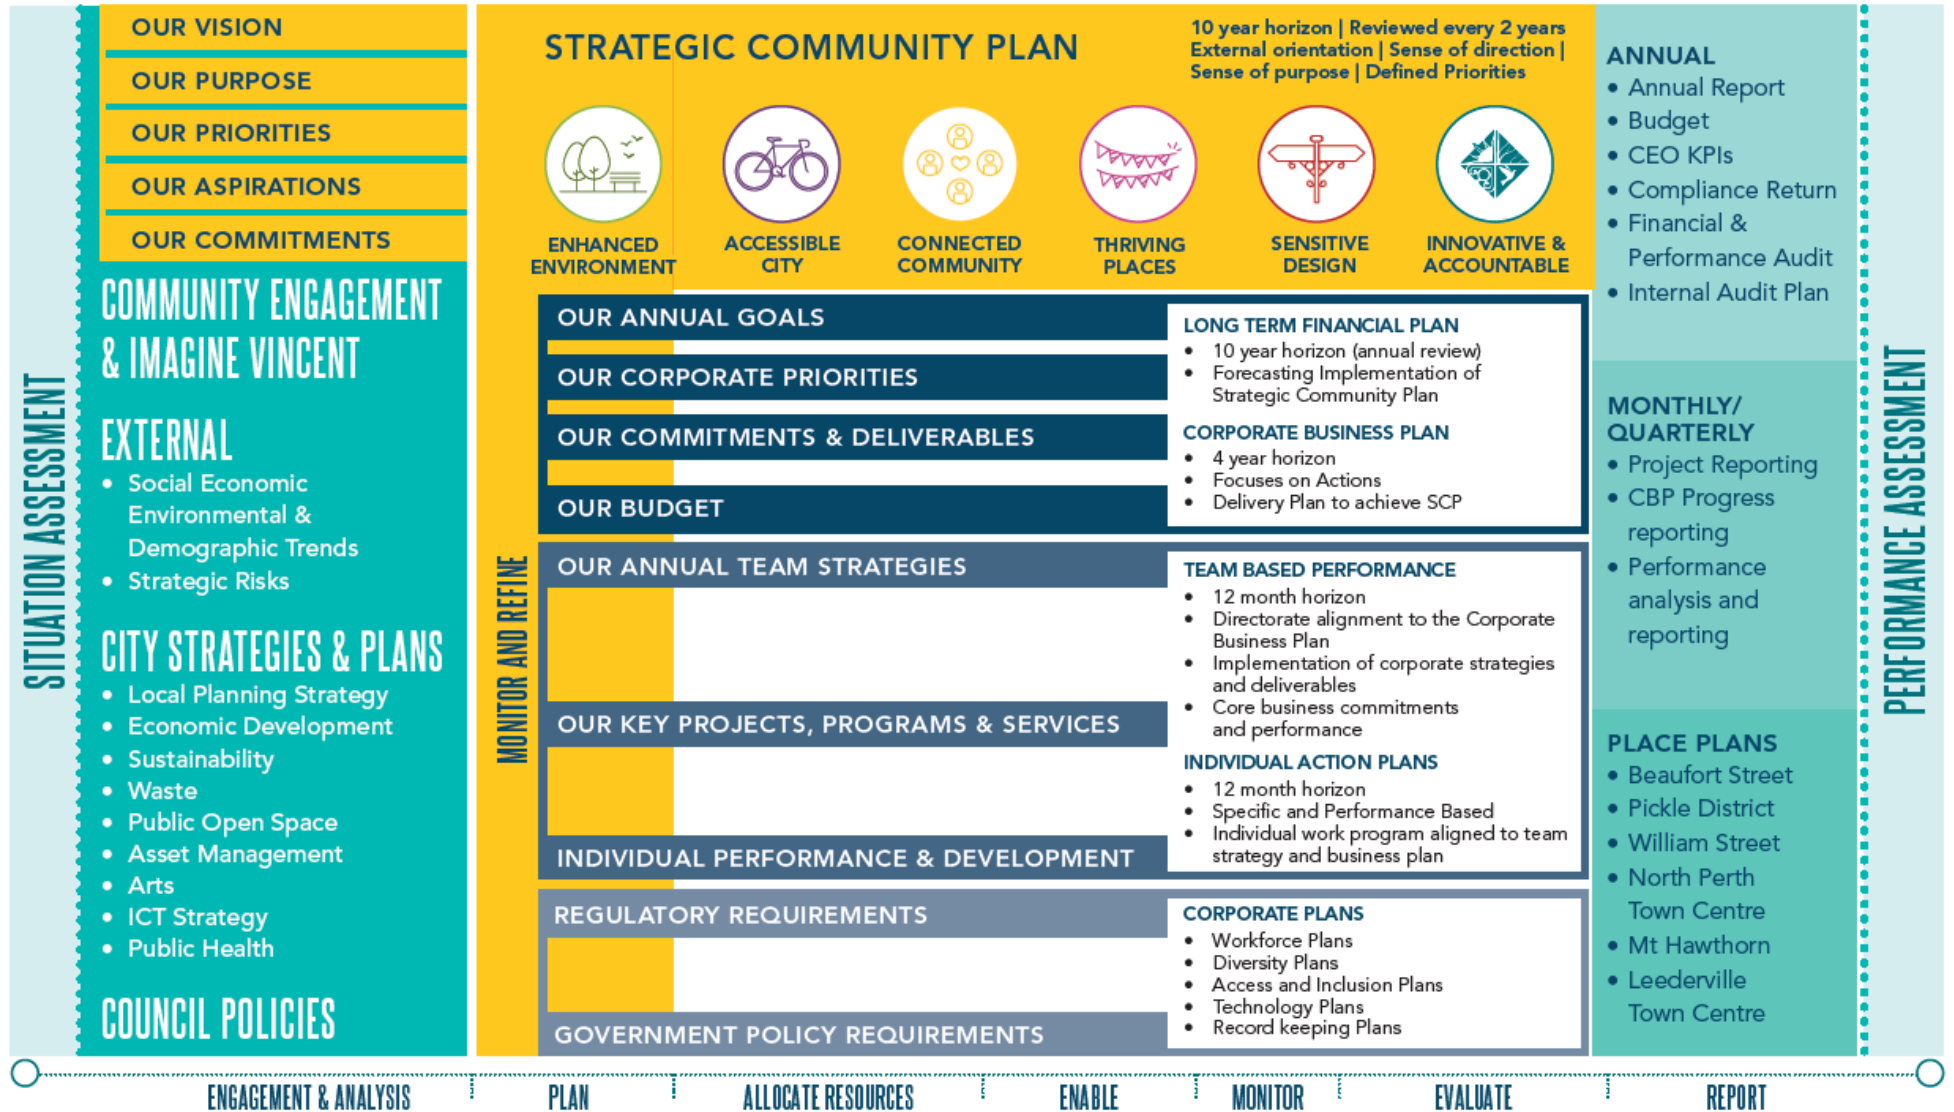 SITUATION ASSESSMENT
OUR VISION
OUR PURPOSE
OUR PRIORITIES
OUR ASPIRATIONS
OUR COMMITMENTS
COMMUNITY ENGAGEMENT
& IMAGINE VINCENT
EXTERNAL
• Social Economic
Environmental &
Demographic Trends
• Strategic Risks
CITY STRATEGIES & PLANS
• Local Planning Strategy
• Economic Development
• Sustainability
• Waste
• Public Open Space
• Asset Management
• Arts
• ICT Strategy
• Public Health
COUNCIL POLICIES
STRATEGIC COMMUNITY PLAN
10 year horizon | Reviewed every 2 years
External orientation | Sense of direction |
Sense of purpose | Defined Priorities
ENHANCED
ENVIRONMENT
ACCESSIBLE
CITY
CONNECTED
COMMUNITY
THRIVING
PLACES
SENSITIVE
DESIGN
INNOVATIVE &
ACCOUNTABLE
MONITOR AND REFINE
OUR ANNUAL GOALS
OUR CORPORATE PRIORITIES
OUR COMMITMENTS & DELIVERABLES
OUR BUDGET
LONG TERM FINANCIAL PLAN
• 10 year horizon (annual review)
• Forecasting Implementation of
Strategic Community Plan
CORPORATE BUSINESS PLAN
• 4 year horizon
• Focuses on Actions
• Delivery Plan to achieve SCP
OUR ANNUAL TEAM STRATEGIES
OUR KEY PROJECTS, PROGRAMS & SERVICES
INDIVIDUAL PERFORMANCE & DEVELOPMENT
TEAM BASED PERFORMANCE
• 12 month horizon
• Directorate alignment to the Corporate
Business Plan
• Implementation of corporate strategies
and deliverables
• Core business commitments
and performance
INDIVIDUAL ACTION PLANS
• 12 month horizon
• Specific and Performance Based
• Individual work program aligned to team
strategy and business plan
REGULATORY REQUIREMENTS
GOVERNMENT POLICY REQUIREMENTS
CORPORATE PLANS
• Workforce Plans
• Diversity Plans
• Access and Inclusion Plans
• Technology Plans
• Record keeping Plans
ANNUAL
• Annual Report
• Budget
• CEO KPIs
• Compliance Return
• Financial &
Performance Audit
• Internal Audit Plan
MONTHLY/
QUARTERLY
• Project Reporting
• CBP Progress
reporting
• Performance
analysis and
reporting
PLACE PLANS
• Beaufort Street
• Pickle District
• William Street
• North Perth
Town Centre
• Mt Hawthorn
• Leederville
Town Centre
PERFORMANCE ASSESSMENT
ENGAGEMENT & ANALYSIS
PLAN
ALLOCATE RESOURCES
ENABLE
MONITOR
EVALUATE
REPORT